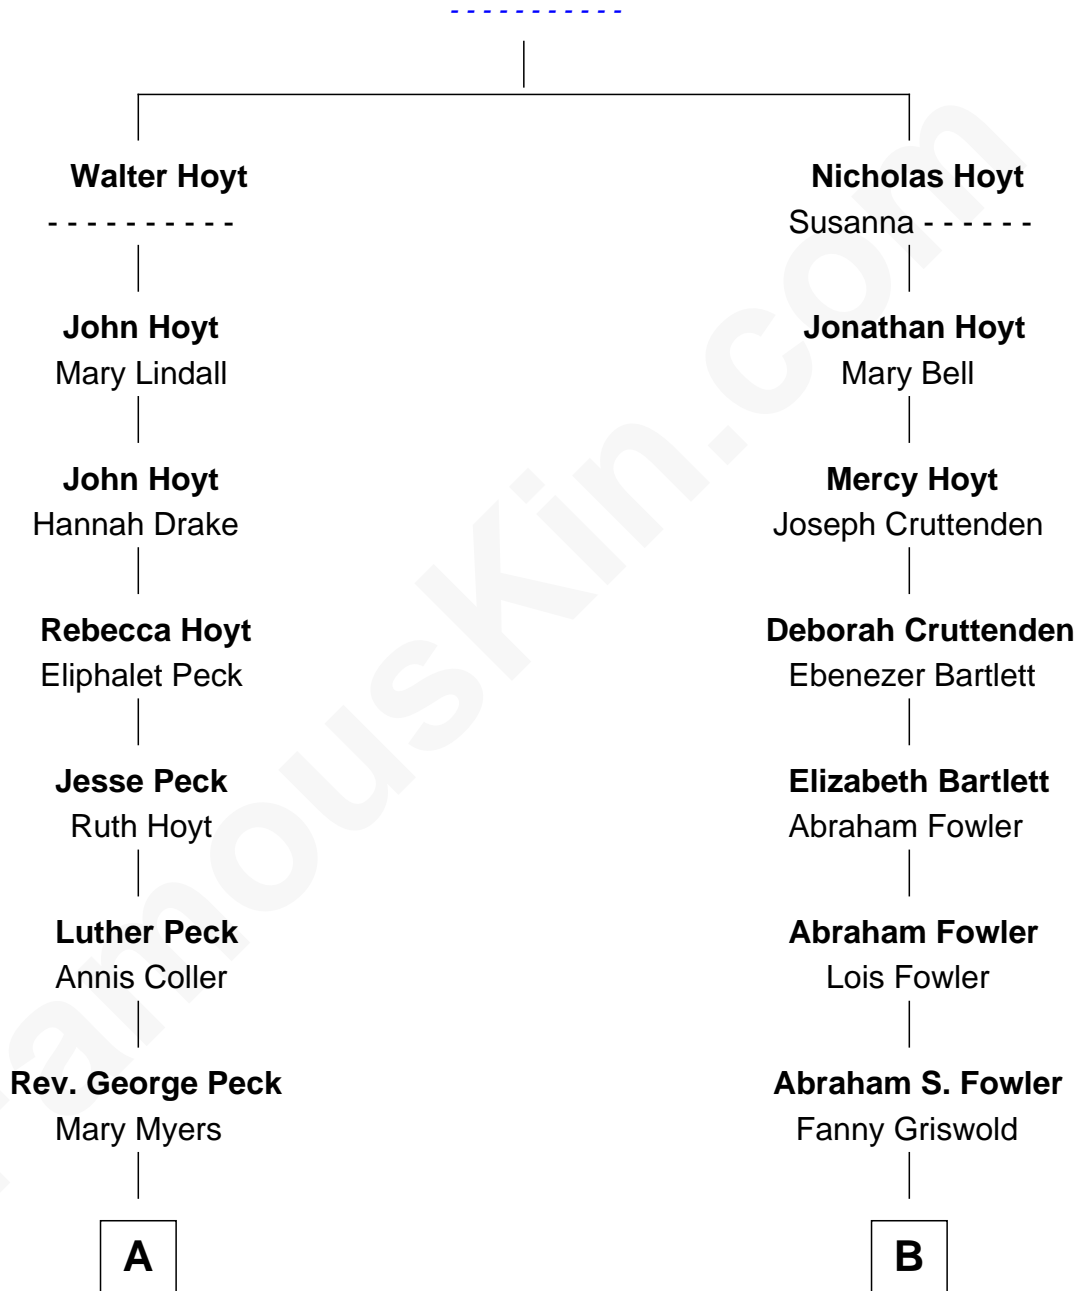 - - - - - - - - - - -
Walter Hoyt
- - - - - - - - - -
John Hoyt
Mary Lindall
John Hoyt
Hannah Drake
Rebecca Hoyt
Eliphalet Peck
Jesse Peck
Ruth Hoyt
Luther Peck
Annis Coller
Rev. George Peck
Mary Myers
A
Nicholas Hoyt
Susanna - - - - - -
Jonathan Hoyt
Mary Bell
Mercy Hoyt
Joseph Cruttenden
Deborah Cruttenden
Ebenezer Bartlett
Elizabeth Bartlett
Abraham Fowler
Abraham Fowler
Lois Fowler
Abraham S. Fowler
Fanny Griswold
B
FamousKin.com